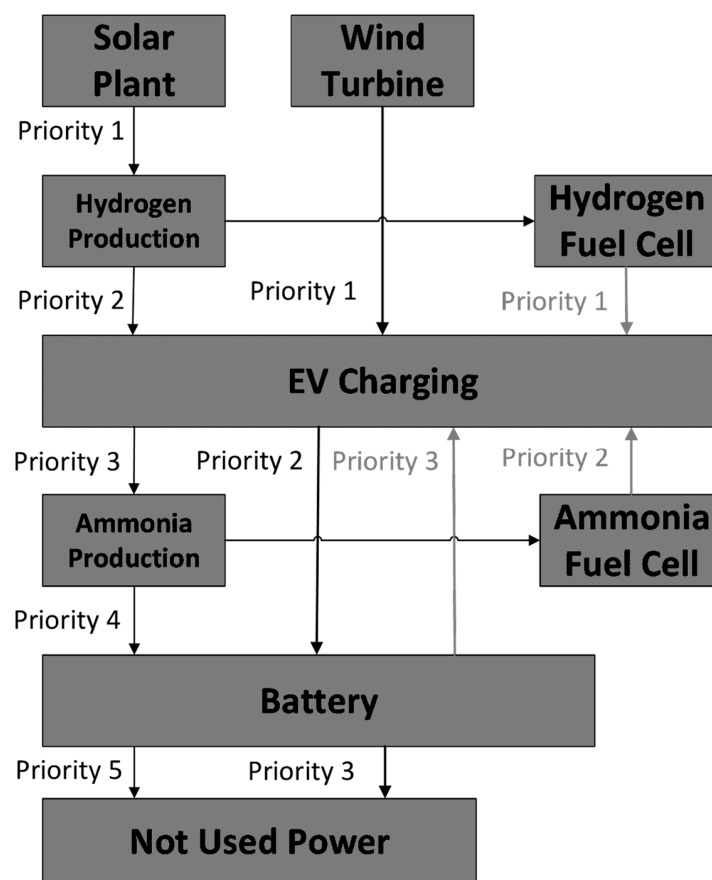 Solar
Plant
Wind
Turbine
Priority 1
Hydrogen
Production
Hydrogen
Fuel Cell
Priority 2
Priority 1
Priority 1
EV Charging
Priority 3
Priority 2
Priority 3
Priority 2
Ammonia
Production
Ammonia
Fuel Cell
Priority 4
Battery
Priority 5
Priority 3
Not Used Power